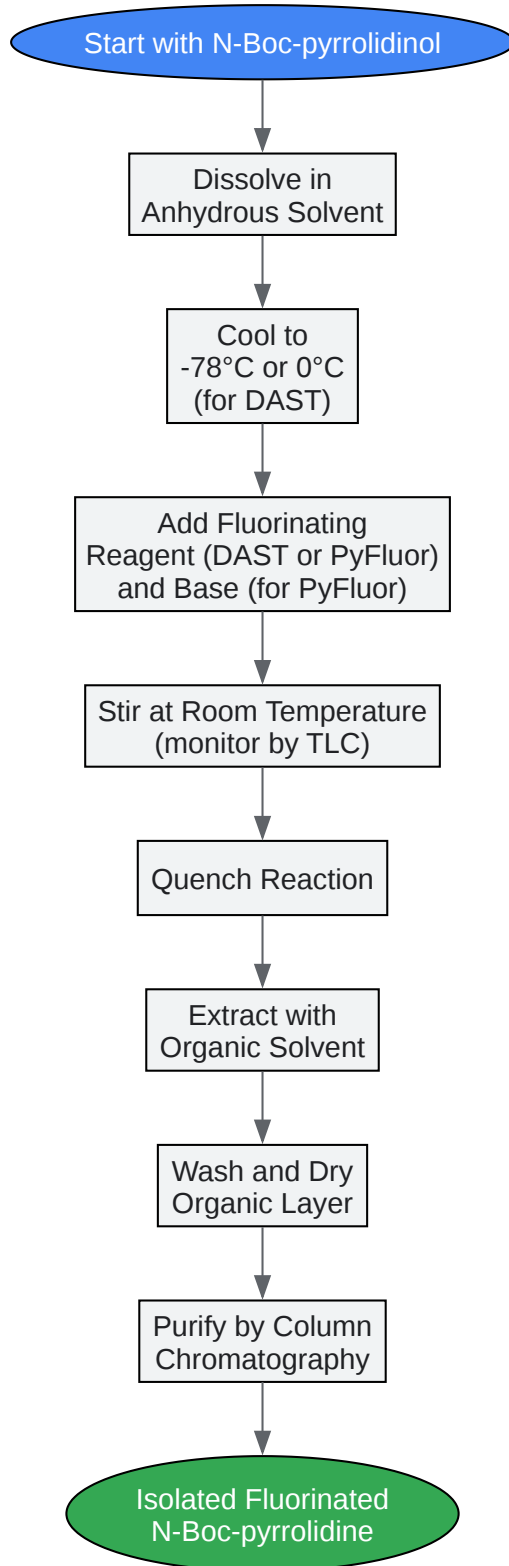 Start with N-Boc-pyrrolidinol
Dissolve in
Anhydrous Solvent
Cool to
-78°C or 0°C
(for DAST)
Add Fluorinating
Reagent (DAST or PyFluor)
and Base (for PyFluor)
Stir at Room Temperature
(monitor by TLC)
Quench Reaction
Extract with
Organic Solvent
Wash and Dry
Organic Layer
Purify by Column
Chromatography
Isolated Fluorinated
N-Boc-pyrrolidine